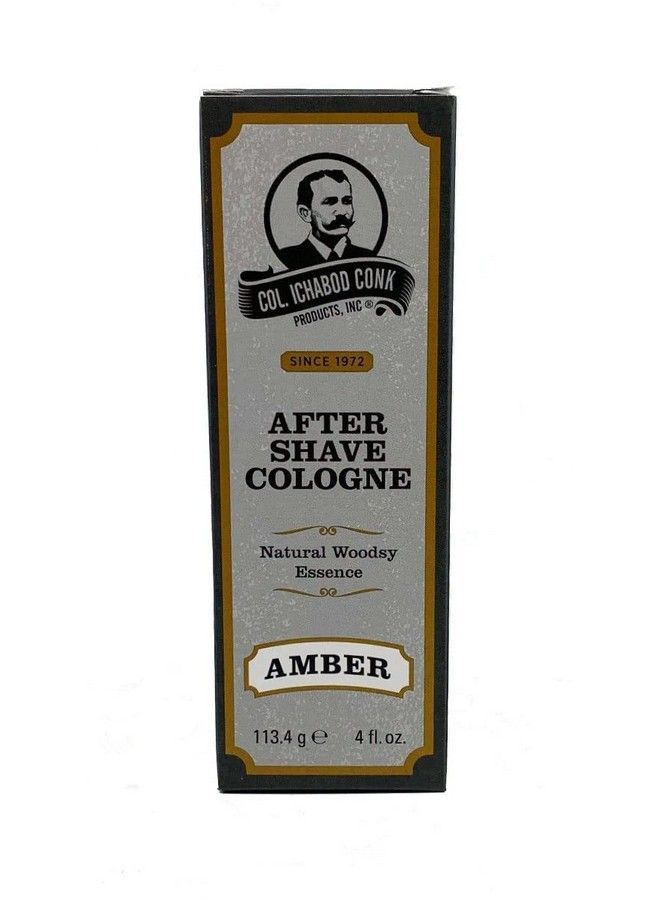 COL. ICHABOD CONK
PRODUCTS, INC ®
SINCE 1972
AFTER
SHAVE
COLOGNE
Natural Woodsy
Essence
AMBER
113.4 g ℮ 4 fl. oz.